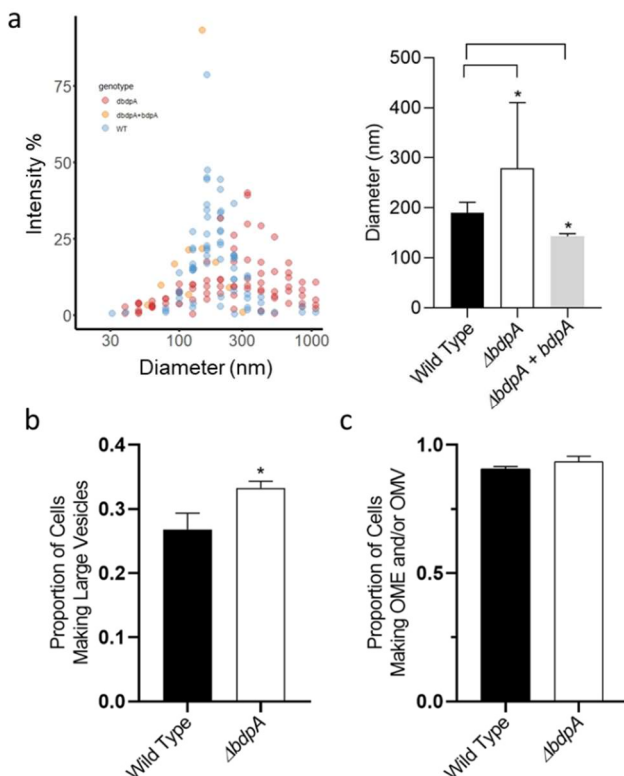 a
Intensity %
75
50
25
0
genotype
dbdpA
dbdpA+bdpA
WT
30
100
300
1000
Diameter (nm)
Diameter (nm)
500
400
300
200
100
0
*
*
Wild Type
ΔbdpA
ΔbdpA + bdpA
b
Proportion of Cells
Making Large Vesicles
0.4
0.3
0.2
0.1
0.0
*
Wild Type
ΔbdpA
c
Proportion of Cells
Making OME and/or OMV
1.0
0.5
0.0
Wild Type
ΔbdpA